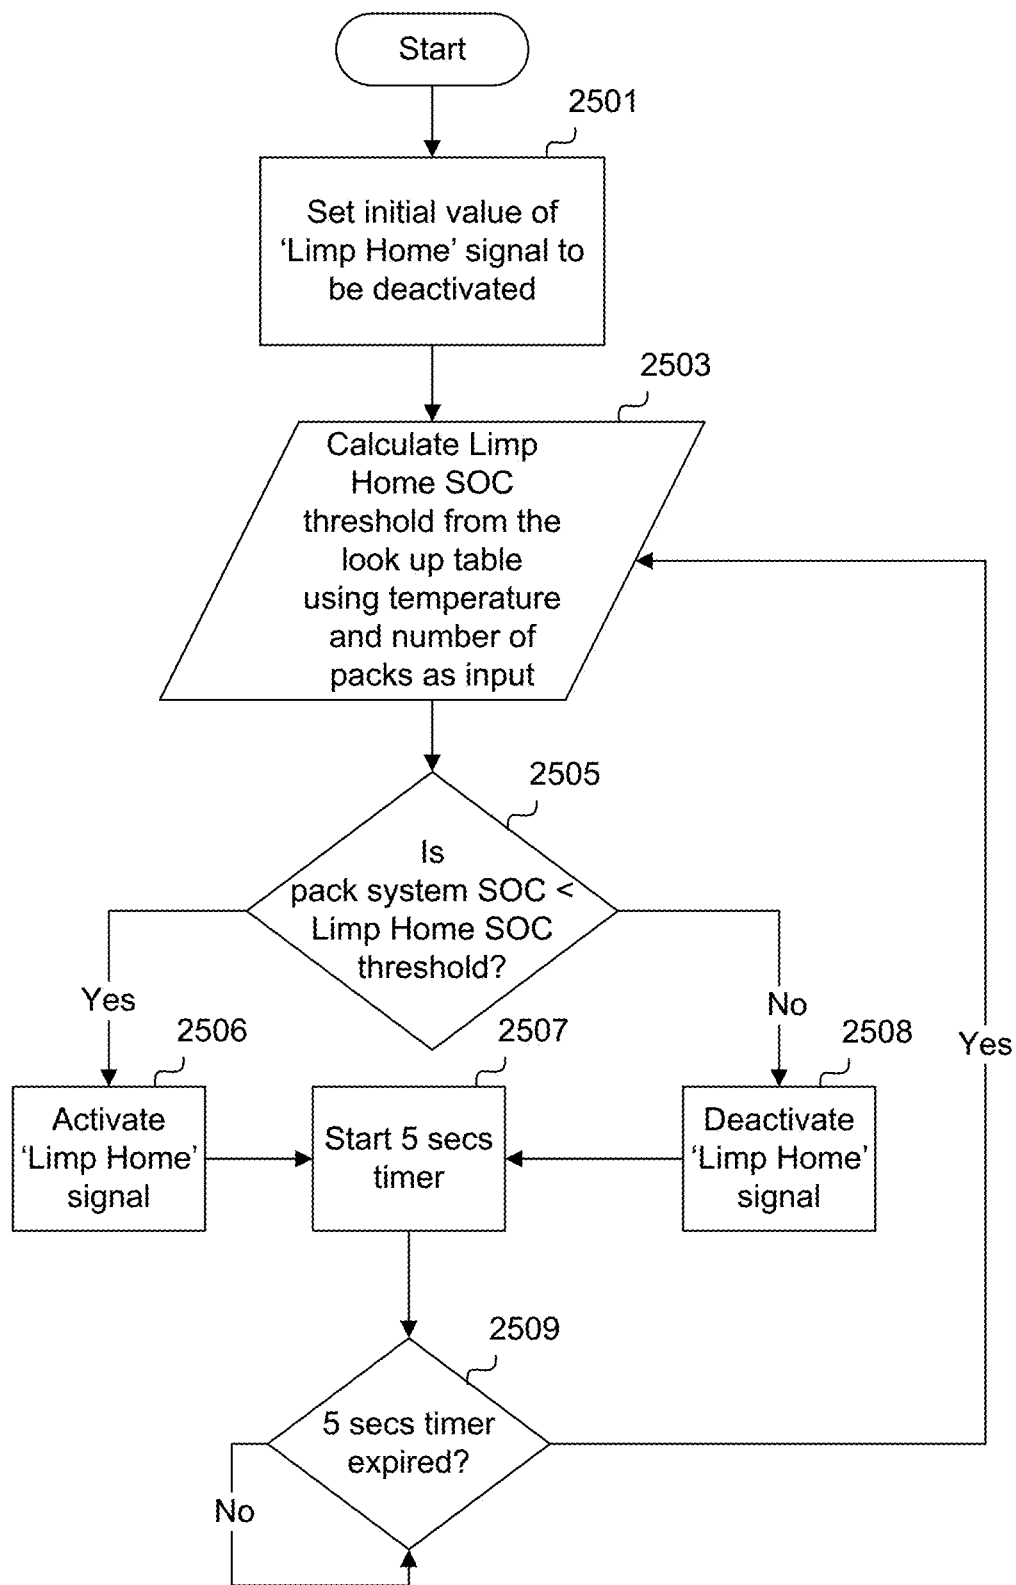 Start
2501
Set initial value of
‘Limp Home’ signal to
be deactivated
2503
Calculate Limp
Home SOC
threshold from the
look up table
using temperature
and number of
packs as input
2505
Is
pack system SOC <
Limp Home SOC
threshold?
Yes
No
2506
Activate
‘Limp Home’
signal
2507
Start 5 secs
timer
2508
Deactivate
‘Limp Home’
signal
Yes
2509
5 secs timer
expired?
No